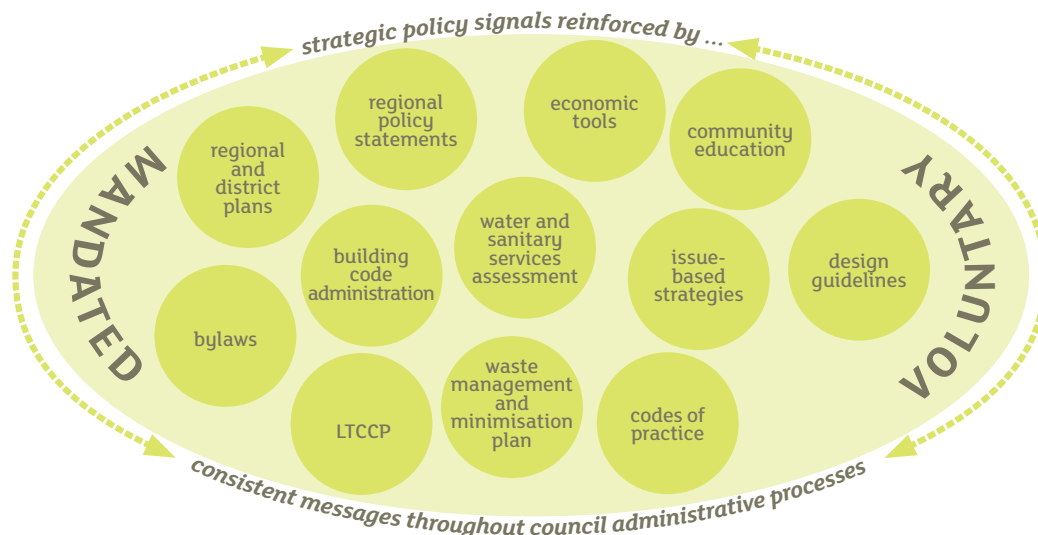 strategic policy signals reinforced by ...
MANDATED
VOLUNTARY
regional
policy
statements
economic
tools
community
education
regional
and
district
plans
water and
sanitary
services
assessment
building
code
administration
issue-
based
strategies
design
guidelines
bylaws
LTCCP
waste
management
and
minimisation
plan
codes of
practice
consistent messages throughout council administrative processes